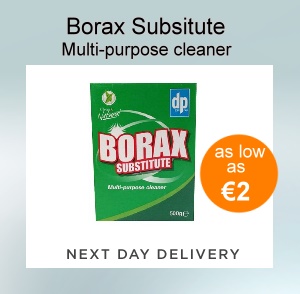 Borax Subsitute
Multi-purpose cleaner
dp
BORAX
SUBSTITUTE
Multi-purpose cleaner
500g℮
as low
as
€2
NEXT DAY DELIVERY